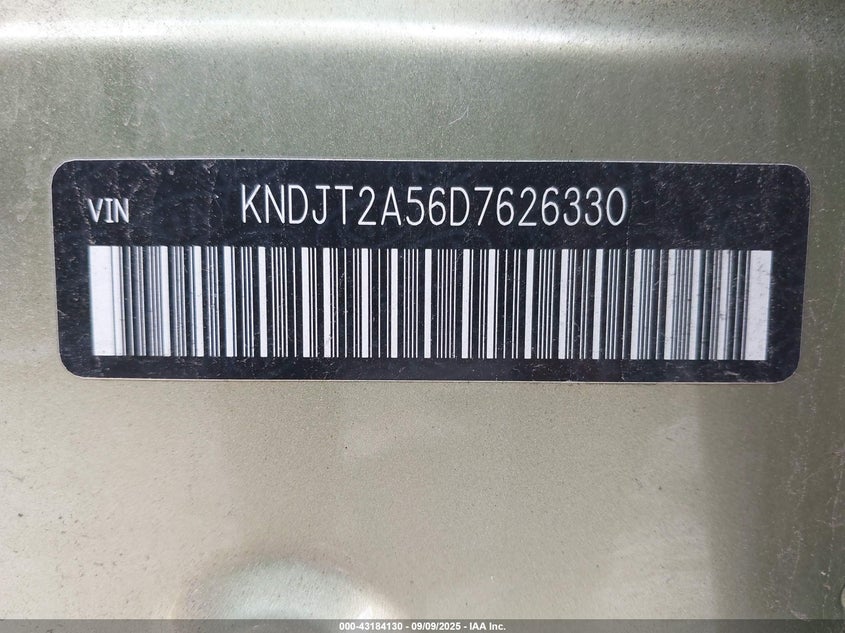 VIN KNDJT2A56D7626330
000-43184130 - 09/09/2025 - IAA Inc.